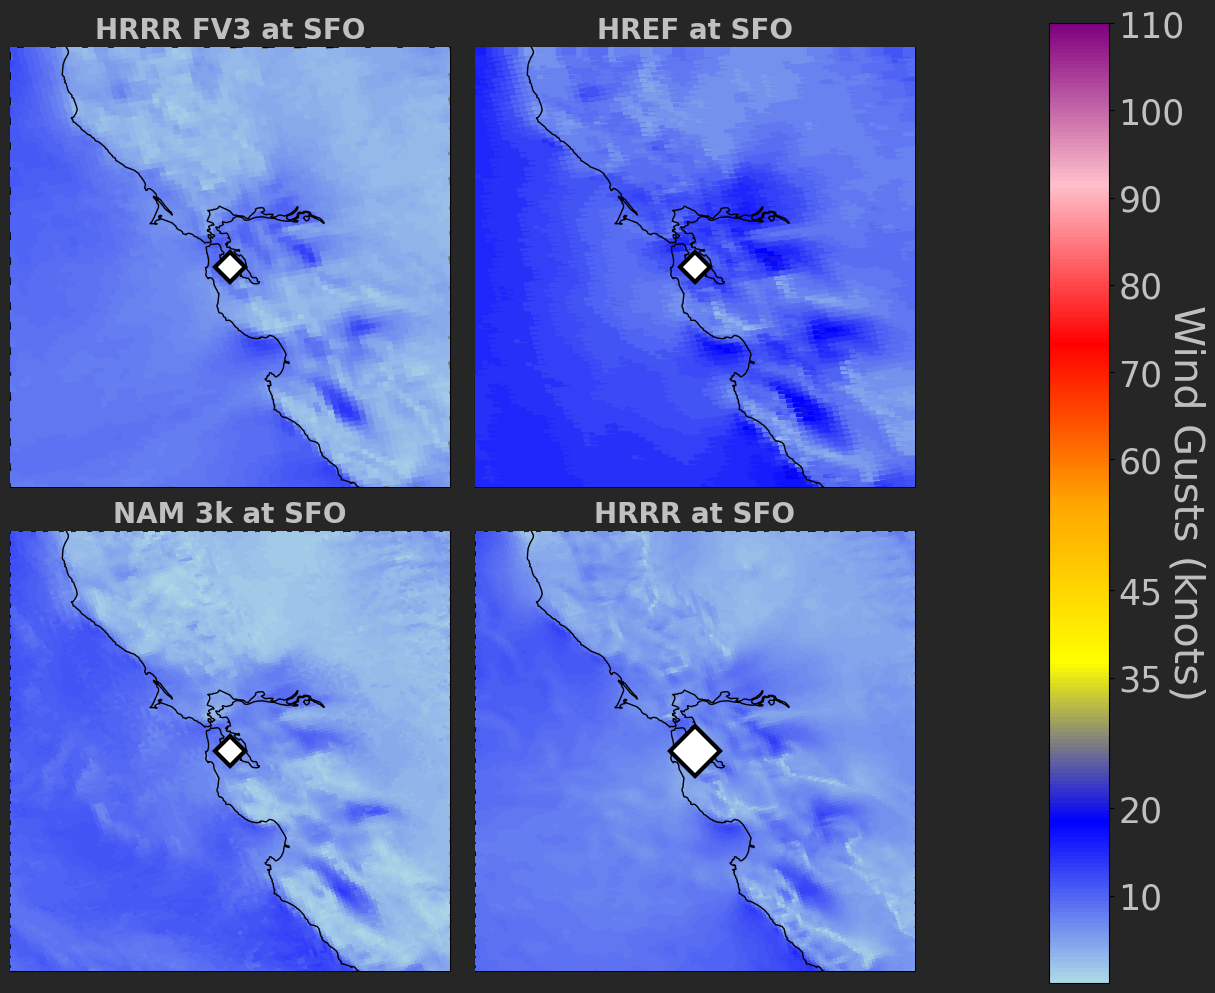 HRRR FV3 at SFO
HREF at SFO
NAM 3k at SFO
HRRR at SFO
110
100
90
80
70
60
45
35
20
10
Wind Gusts (knots)